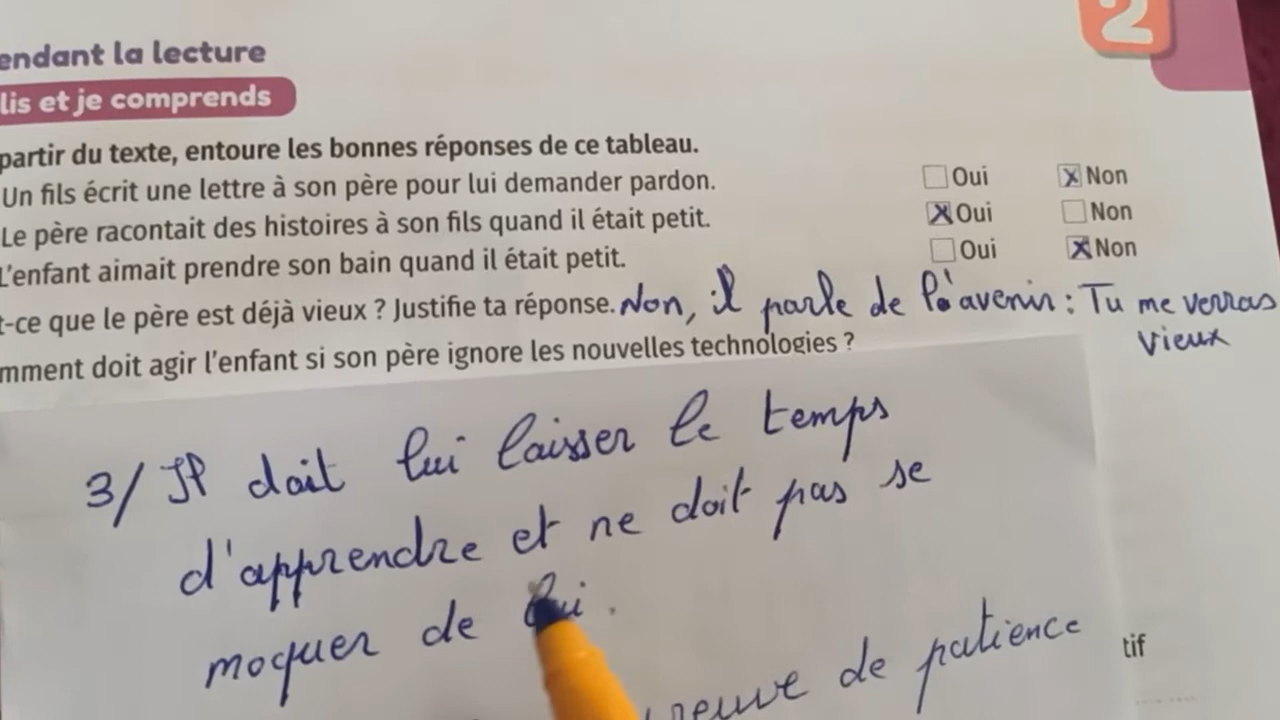 endant la lecture
2
lis et je comprends
partir du texte, entoure les bonnes réponses de ce tableau.
Un fils écrit une lettre à son père pour lui demander pardon. Oui x Non
Le père racontait des histoires à son fils quand il était petit. x Oui Non
L'enfant aimait prendre son bain quand il était petit. Oui x Non
t-ce que le père est déjà vieux ? Justifie ta réponse. Non, il parle de l'avenir : Tu me verras
vieux
mment doit agir l'enfant si son père ignore les nouvelles technologies ?
3/ Il doit lui laisser le temps
d'apprendre et ne doit pas se
moquer de lui.
reuve de patience
tif